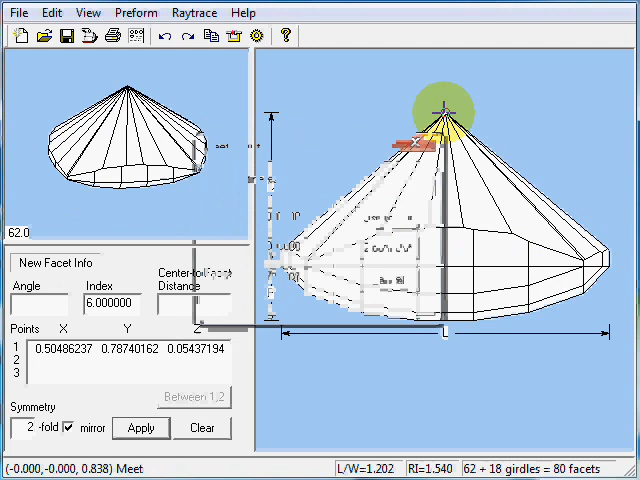 File Edit View Preform Raytrace Help
62.0
New Facet Info
Angle Index Center-to-Facet Distance
6.000000
Points X Y Z
1 0.50486237 0.78740162 0.05437194
2
3
Between 1,2
Symmetry
2 -fold mirror Apply Clear
(-0.000,-0.000, 0.838) Meet L/W=1.202 RI=1.540 62 + 18 girdles = 80 facets